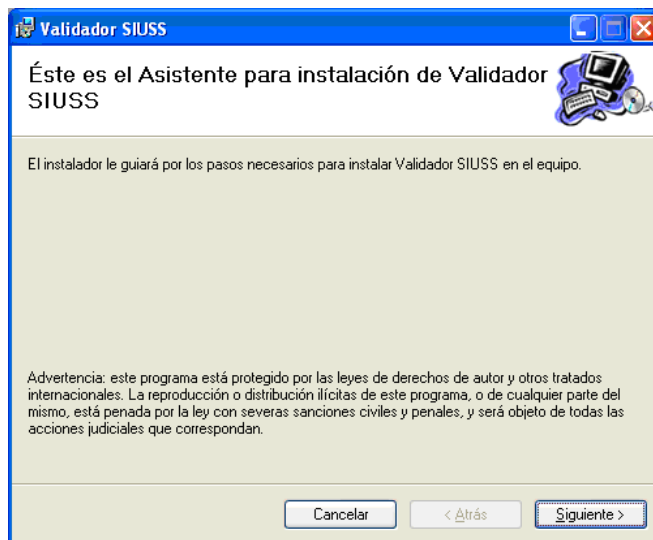 Validador SIUSS
Éste es el Asistente para instalación de Validador
SIUSS
El instalador le guiará por los pasos necesarios para instalar Validador SIUSS en el equipo.
Advertencia: este programa está protegido por las leyes de derechos de autor y otros tratados
internacionales. La reproducción o distribución ilícitas de este programa, o de cualquier parte del
mismo, está penada por la ley con severas sanciones civiles y penales, y será objeto de todas las
acciones judiciales que correspondan.
Cancelar
< Atrás
Siguiente >